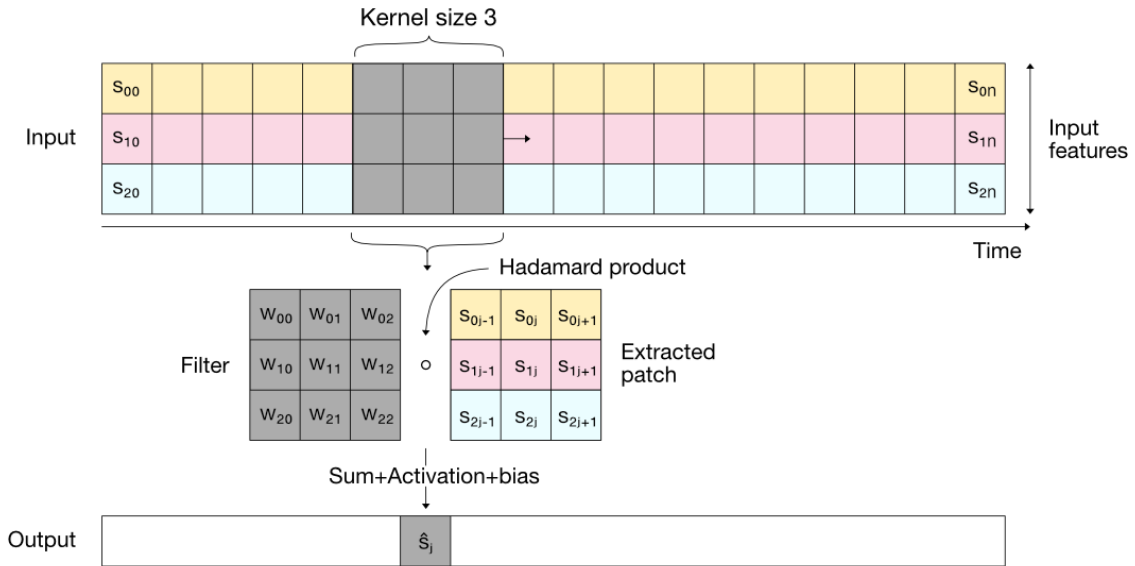 Kernel size 3
s₀₀ s₀ₙ
Input s₁₀ s₁ₙ Input
features
s₂₀ s₂ₙ
Time
Hadamard product
w₀₀ w₀₁ w₀₂ s₀ⱼ₋₁ s₀ⱼ s₀ⱼ₊₁
Filter w₁₀ w₁₁ w₁₂ ∘ s₁ⱼ₋₁ s₁ⱼ s₁ⱼ₊₁ Extracted
patch
w₂₀ w₂₁ w₂₂ s₂ⱼ₋₁ s₂ⱼ s₂ⱼ₊₁
Sum+Activation+bias
Output ŝⱼ